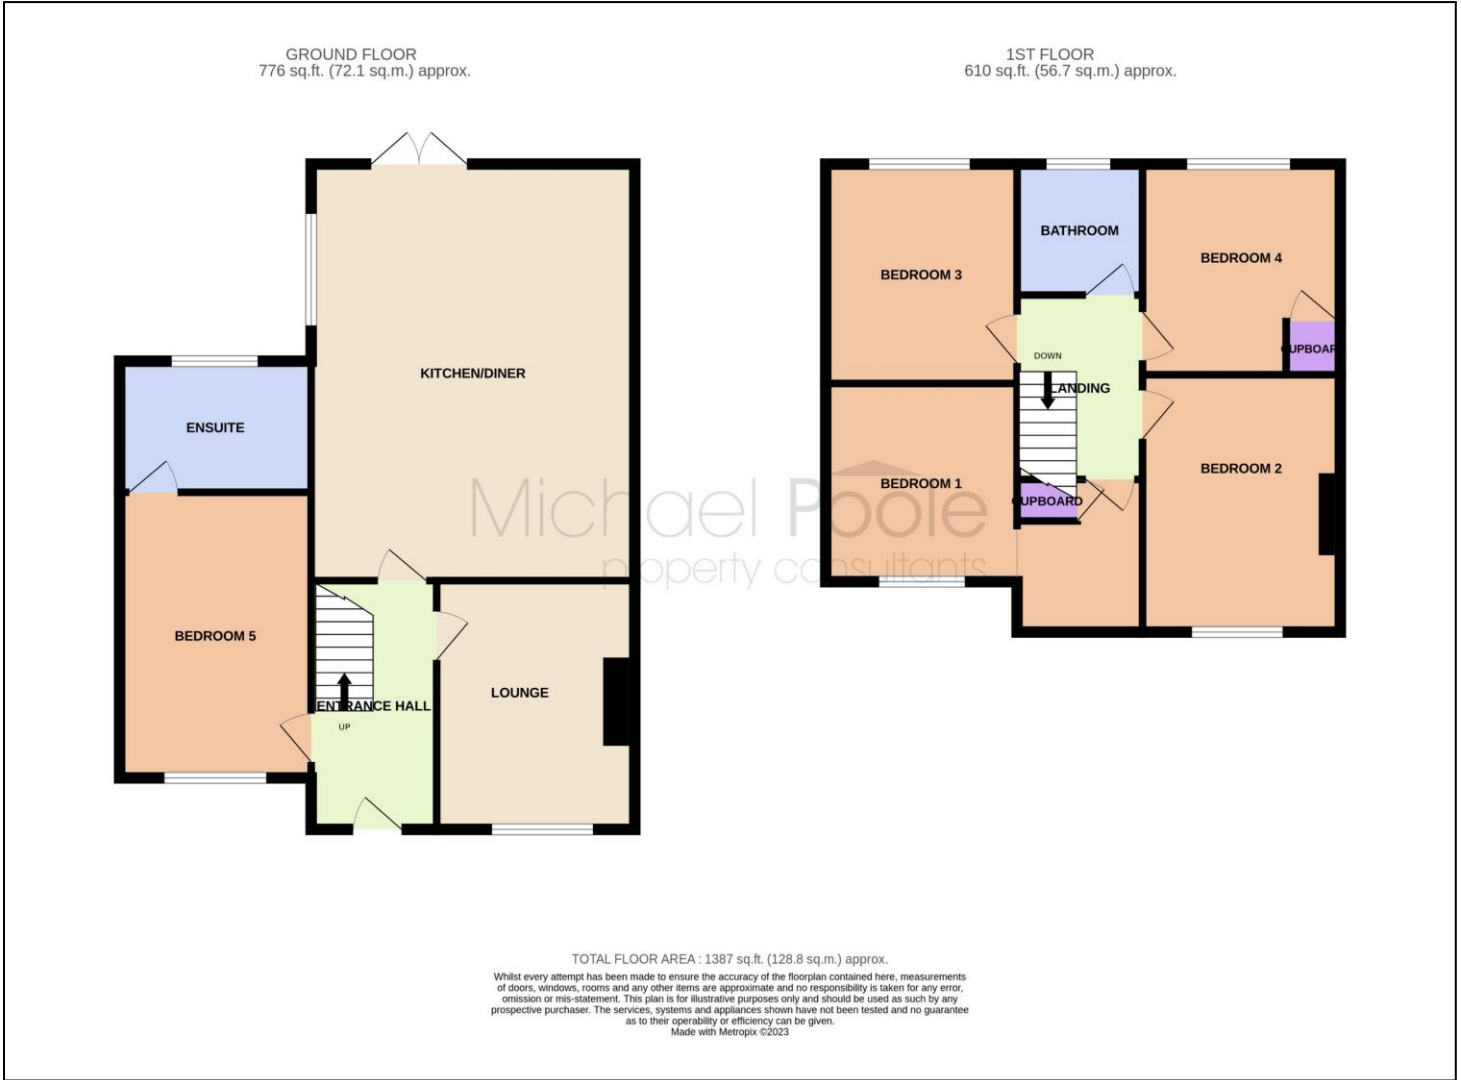 GROUND FLOOR
776 sq.ft. (72.1 sq.m.) approx.
1ST FLOOR
610 sq.ft. (56.7 sq.m.) approx.
KITCHEN/DINER
ENSUITE
BEDROOM 5
ENTRANCE HALL
UP
LOUNGE
BEDROOM 3
BATHROOM
BEDROOM 4
CUPBOARD
DOWN
LANDING
BEDROOM 1
CUPBOARD
BEDROOM 2
Michael Poole
property consultants
TOTAL FLOOR AREA : 1387 sq.ft. (128.8 sq.m.) approx.
Whilst every attempt has been made to ensure the accuracy of the floorplan contained here, measurements
of doors, windows, rooms and any other items are approximate and no responsibility is taken for any error,
omission or mis-statement. This plan is for illustrative purposes only and should be used as such by any
prospective purchaser. The services, systems and appliances shown have not been tested and no guarantee
as to their operability or efficiency can be given.
Made with Metropix ©2023